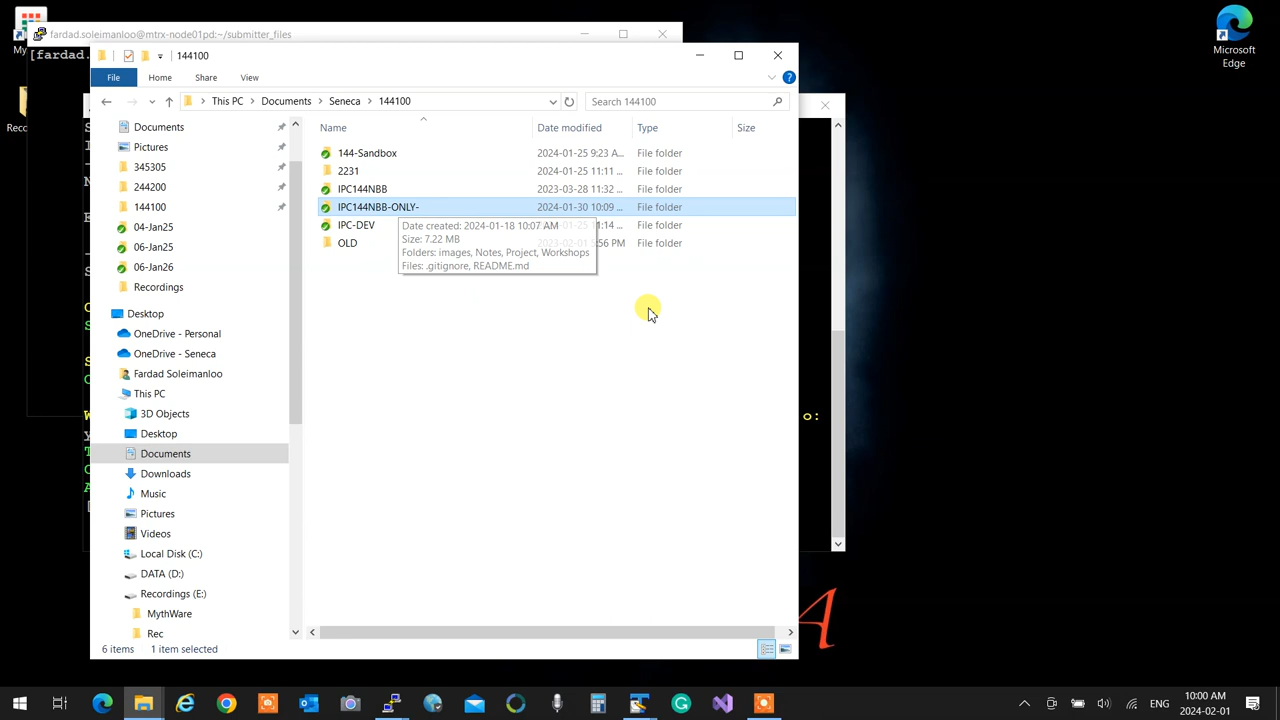 fardad.soleimanloo@mtrx-node01pd:~/submitter_files
My
[fardad.
Microsoft
Edge
144100
File
Home
Share
View
This PC
Documents
Seneca
144100
Search 144100
Rec
Name
Date modified
Type
Size
Documents
Pictures
345305
244200
144100
04-Jan25
06-Jan25
06-Jan26
Recordings
Desktop
OneDrive - Personal
OneDrive - Seneca
Fardad Soleimanloo
This PC
3D Objects
Desktop
Documents
Downloads
Music
Pictures
Videos
Local Disk (C:)
DATA (D:)
Recordings (E:)
MythWare
Rec
144-Sandbox 2024-01-25 9:23 A... File folder
2231 2024-01-25 11:11 ... File folder
IPC144NBB 2023-03-28 11:32 ... File folder
IPC144NBB-ONLY- 2024-01-30 10:09 ... File folder
IPC-DEV 1:14 ... File folder
OLD 5:56 PM File folder
Date created: 2024-01-18 10:07 AM
Size: 7.22 MB
Folders: images, Notes, Project, Workshops
Files: .gitignore, README.md
o:
6 items 1 item selected
A
ENG
10:00 AM
2024-02-01